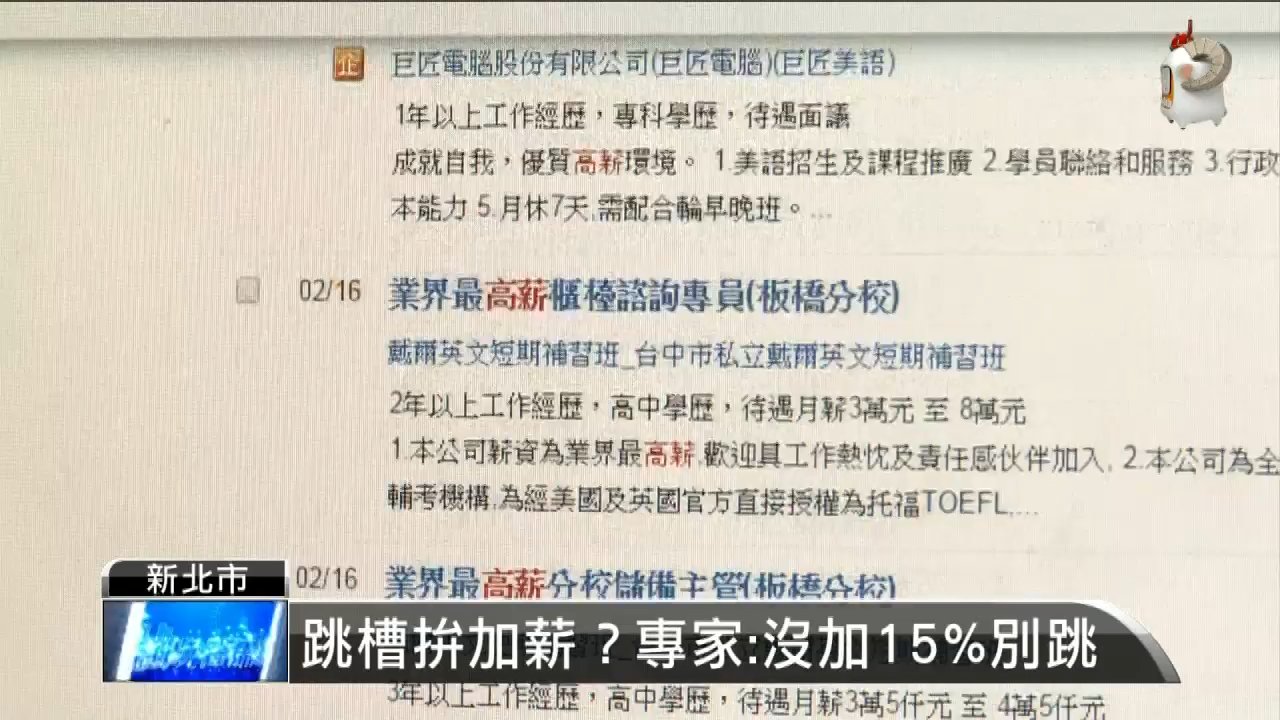 企 巨匠電腦股份有限公司(巨匠電腦)(巨匠美語)
1年以上工作經歷，專科學歷，待遇面議
成就自我，優質高薪環境。 1.美語招生及課程推廣 2.學員聯絡和服務 3.行政
本能力 5.月休7天,需配合輪早晚班。...
02/16 業界最高薪櫃檯諮詢專員(板橋分校)
戴爾英文短期補習班_台中市私立戴爾英文短期補習班
2年以上工作經歷，高中學歷，待遇月薪3萬元 至 8萬元
1.本公司薪資為業界最高薪,歡迎具工作熱忱及責任感伙伴加入, 2.本公司為全
輔考機構,為經美國及英國官方直接授權為托福TOEFL,...
02/16 業界最高薪分校儲備主管(板橋分校)
新北市
跳槽拚加薪？專家:沒加15%別跳
3年以上工作經歷，高中學歷，待遇月薪3萬5仟元 至 4萬5仟元